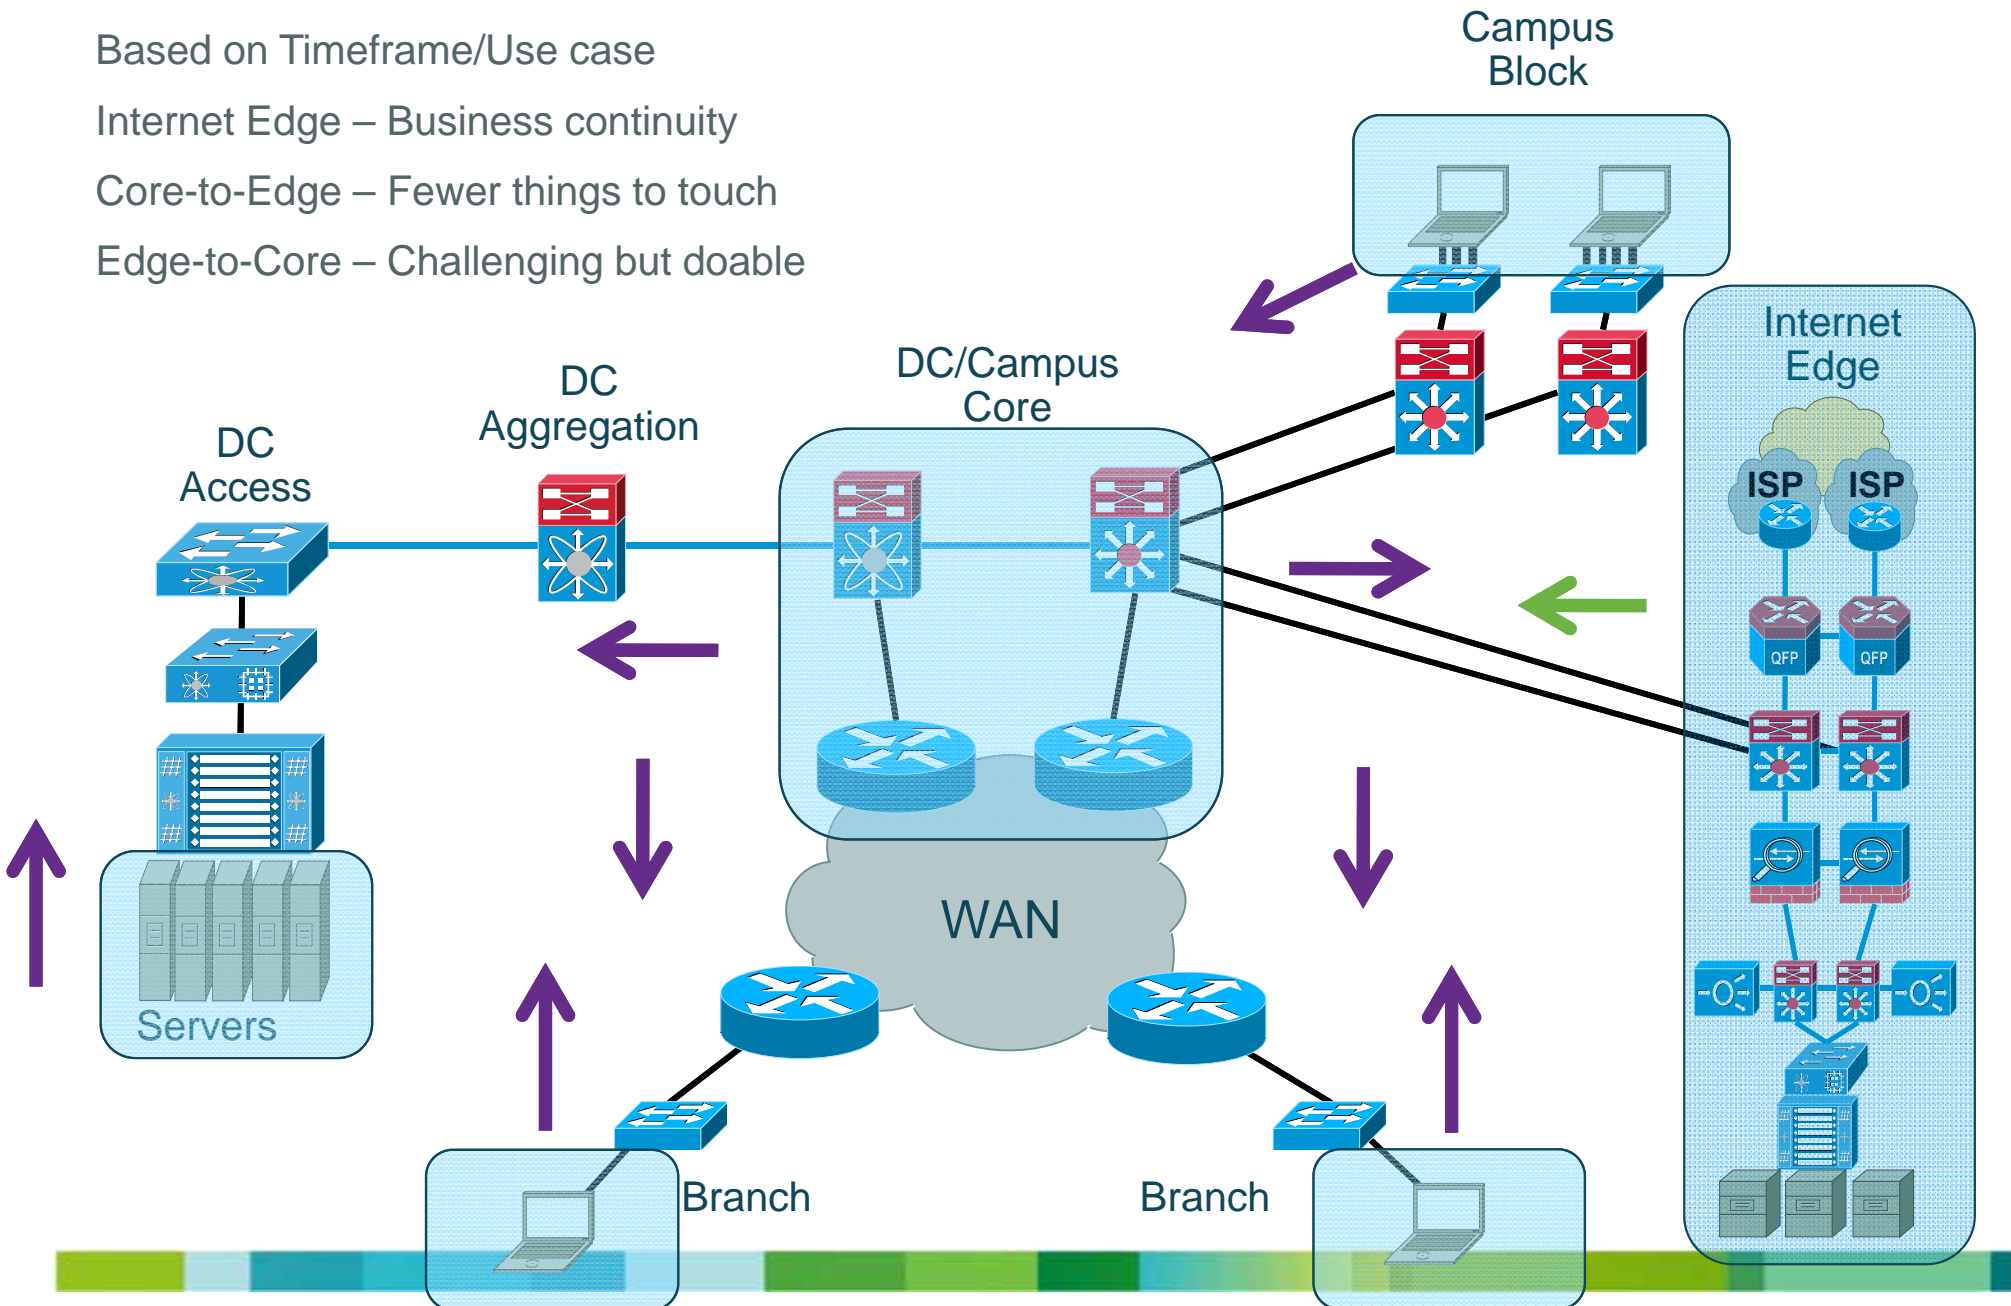 Based on Timeframe/Use case
Internet Edge – Business continuity
Core-to-Edge – Fewer things to touch
Edge-to-Core – Challenging but doable
Campus
Block
Internet
Edge
DC/Campus
Core
DC
Aggregation
DC
Access
ISP
ISP
QFP
QFP
WAN
Servers
Branch
Branch